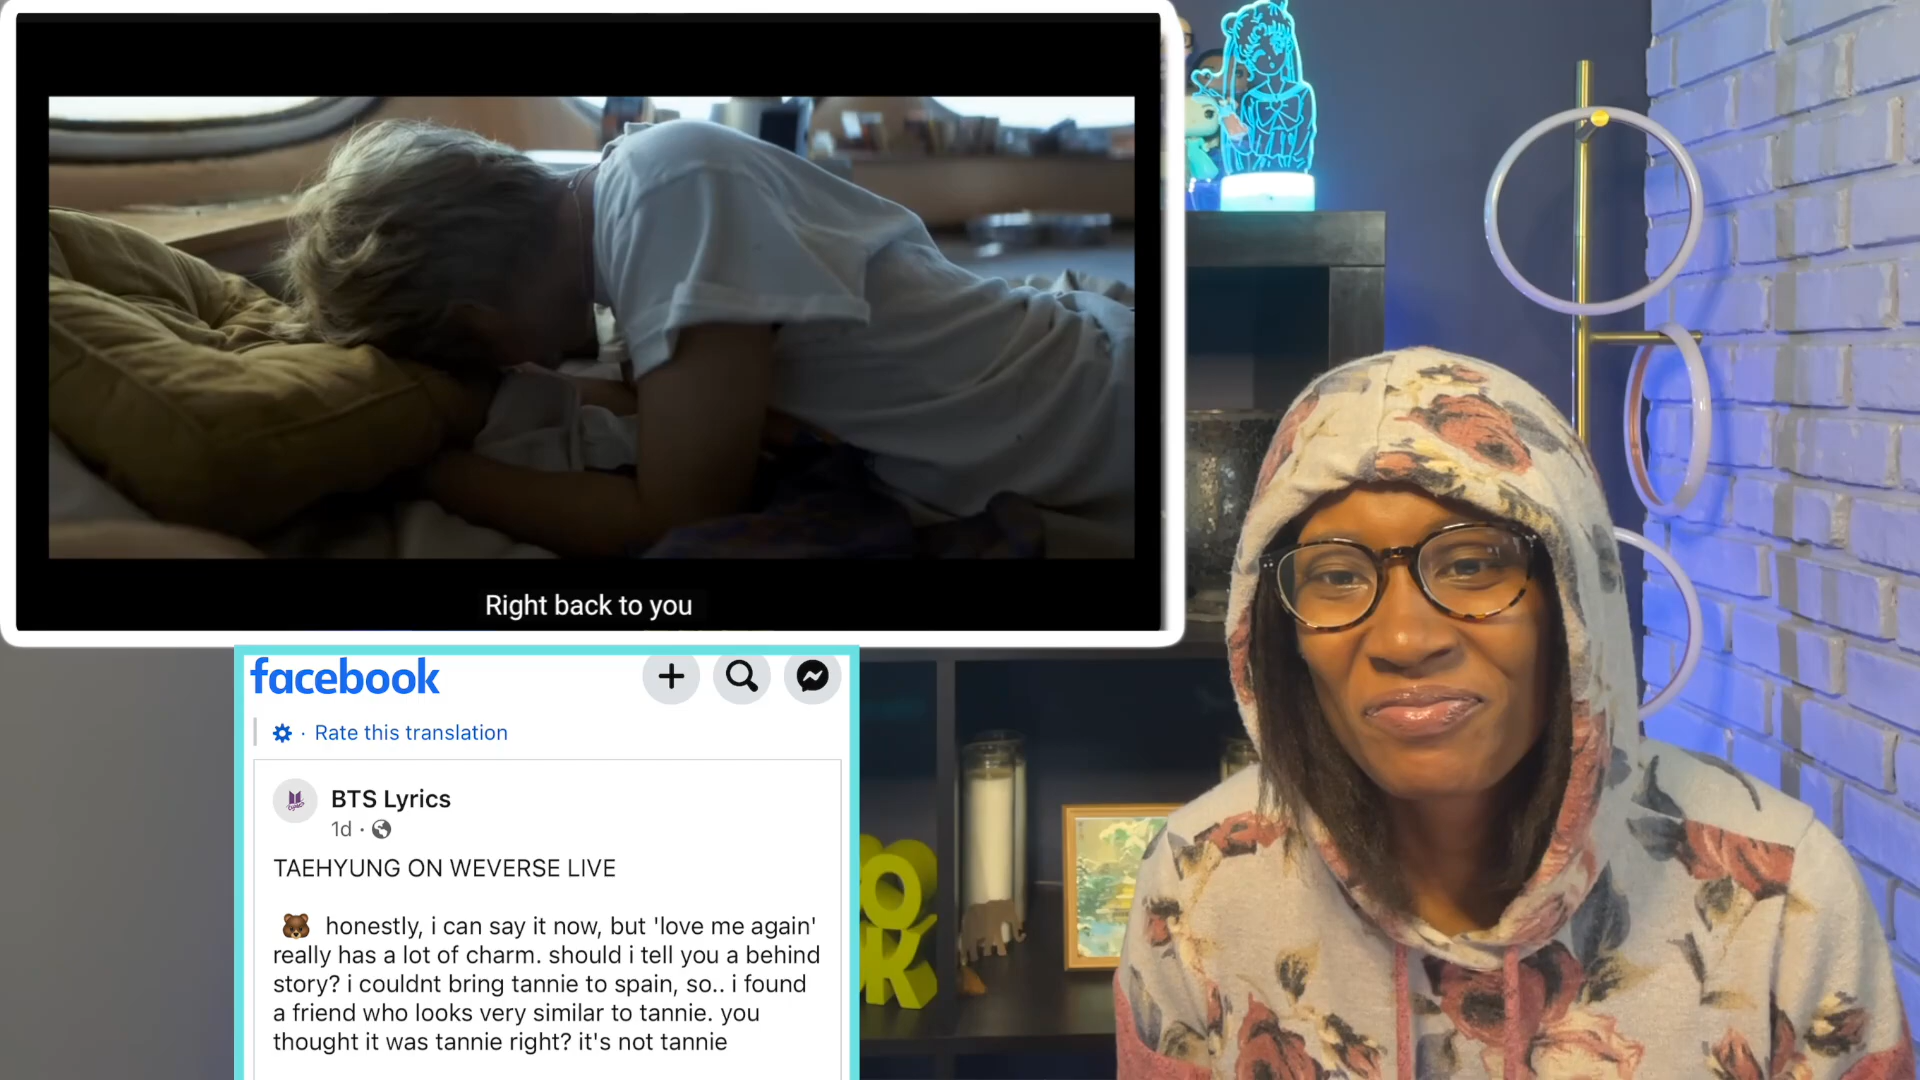 Right back to you
facebook
· Rate this translation
BTS Lyrics
1d ·
TAEHYUNG ON WEVERSE LIVE
honestly, i can say it now, but 'love me again'
really has a lot of charm. should i tell you a behind
story? i couldnt bring tannie to spain, so.. i found
a friend who looks very similar to tannie. you
thought it was tannie right? it's not tannie